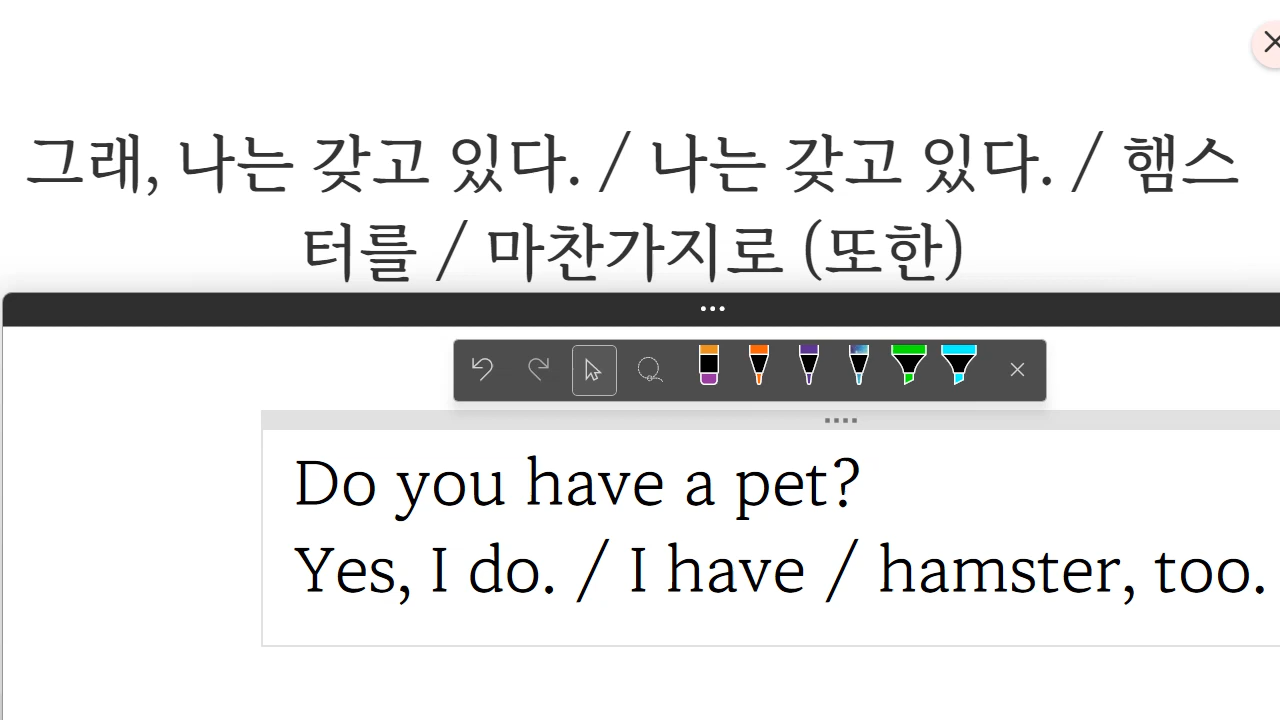 그래, 나는 갖고 있다. / 나는 갖고 있다. / 햄스
터를 / 마찬가지로 (또한)
Do you have a pet?
Yes, I do. / I have / hamster, too.